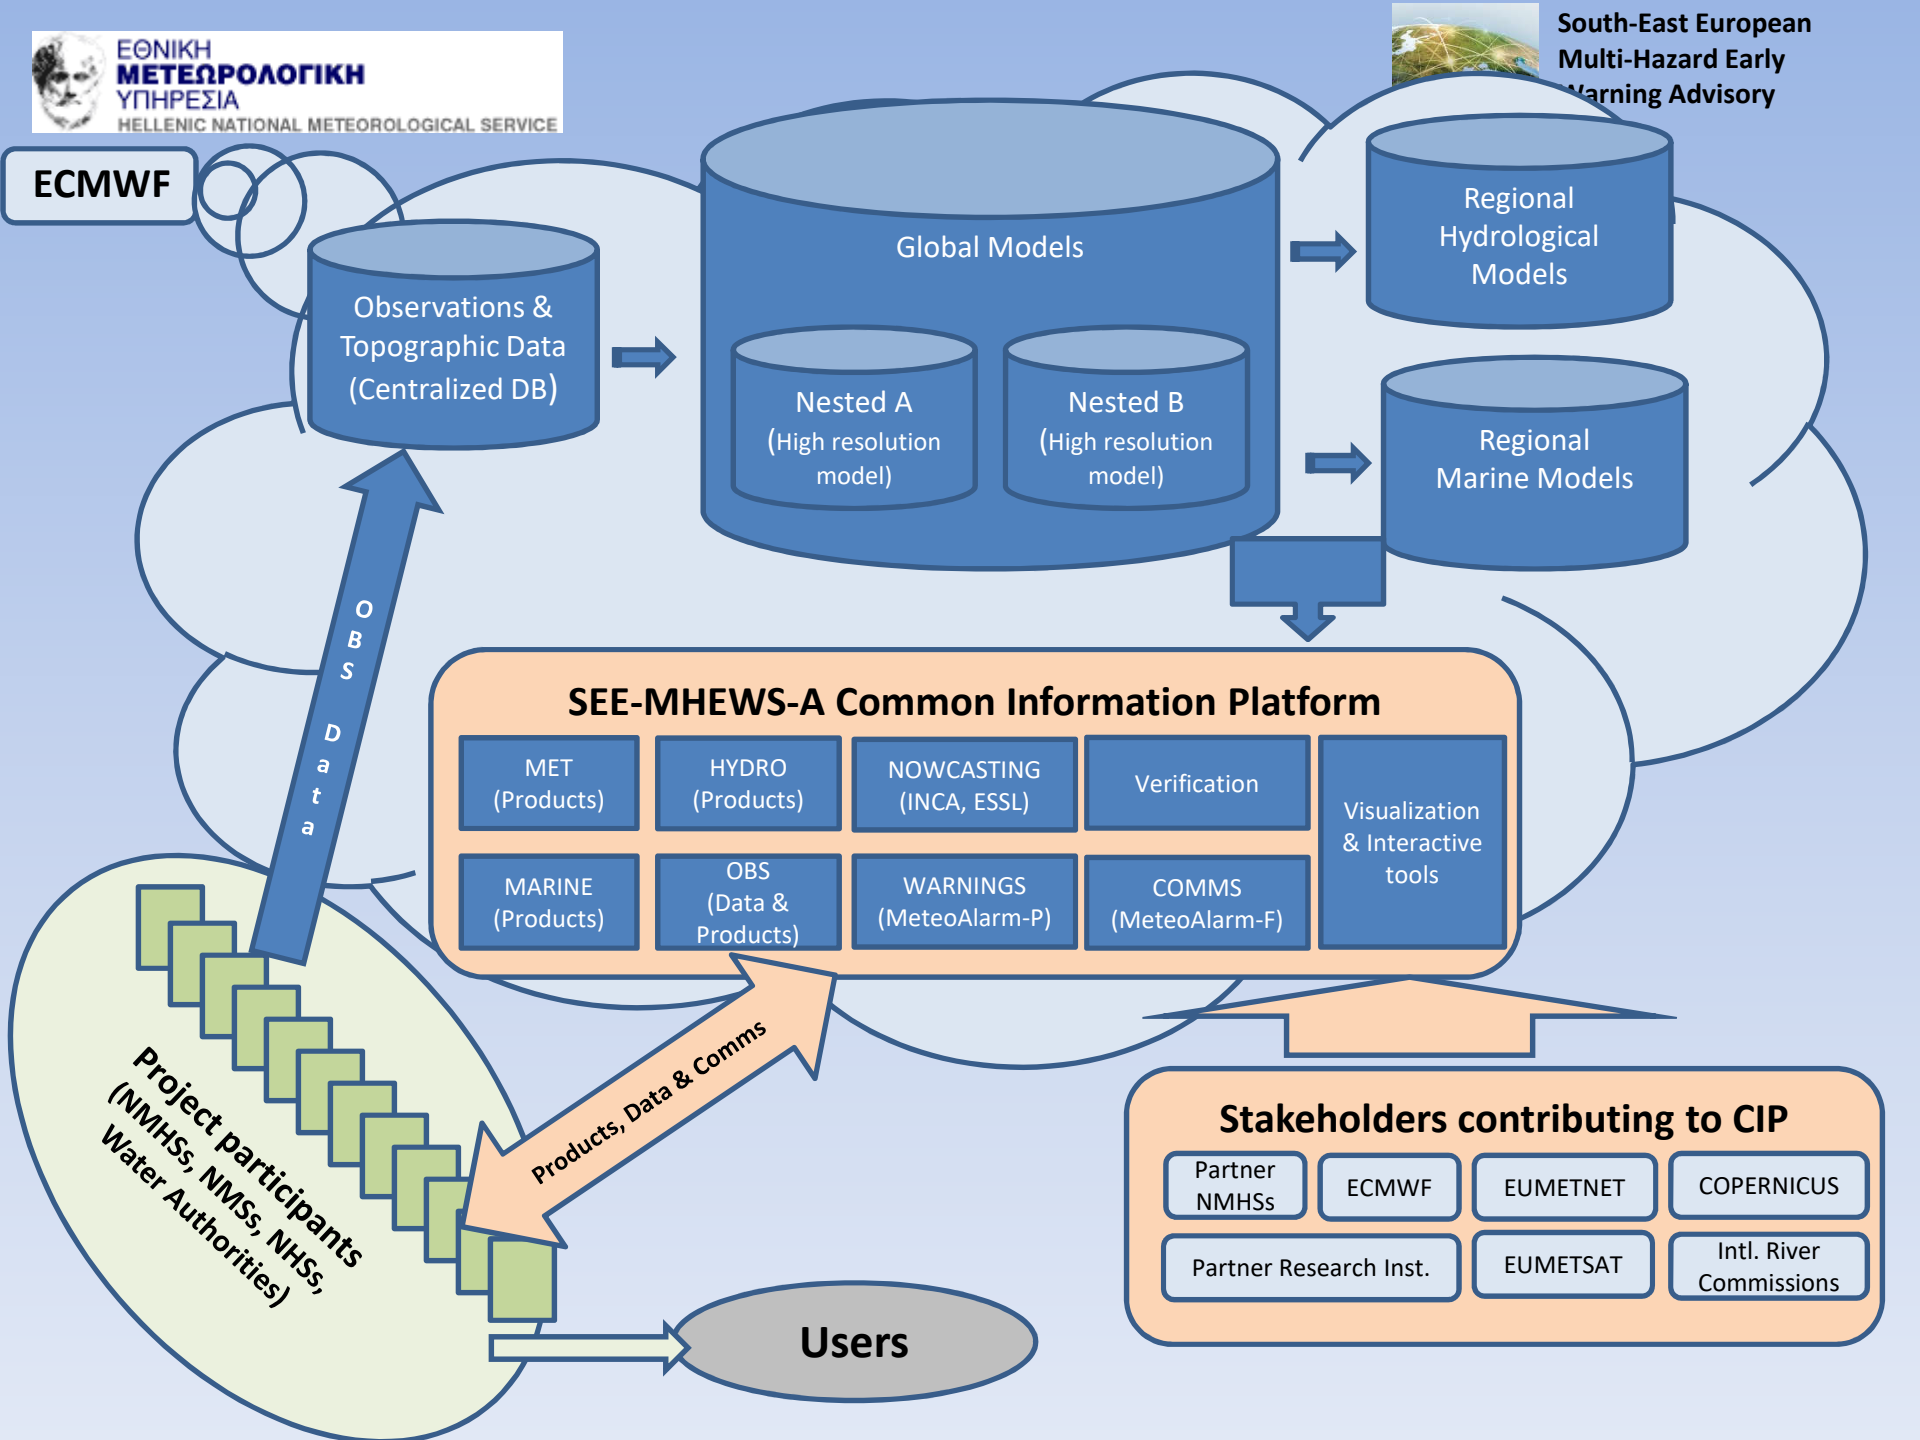 ΕΘΝΙΚΗ
ΜΕΤΕΩΡΟΛΟΓΙΚΗ
ΥΠΗΡΕΣΙΑ
HELLENIC NATIONAL METEOROLOGICAL SERVICE
South-East European
Multi-Hazard Early
Warning Advisory
ECMWF
Observations &
Topographic Data
(Centralized DB)
Global Models
Nested A
(High resolution
model)
Nested B
(High resolution
model)
Regional
Hydrological
Models
Regional
Marine Models
OBS Data
SEE-MHEWS-A Common Information Platform
MET
(Products)
HYDRO
(Products)
NOWCASTING
(INCA, ESSL)
Verification
Visualization
& Interactive
tools
MARINE
(Products)
OBS
(Data &
Products)
WARNINGS
(MeteoAlarm-P)
COMMS
(MeteoAlarm-F)
Products, Data & Comms
Project participants
(NMHSs, NMSs, NHSs,
Water Authorities)
Stakeholders contributing to CIP
Partner
NMHSs
ECMWF
EUMETNET
COPERNICUS
Partner Research Inst.
EUMETSAT
Intl. River
Commissions
Users